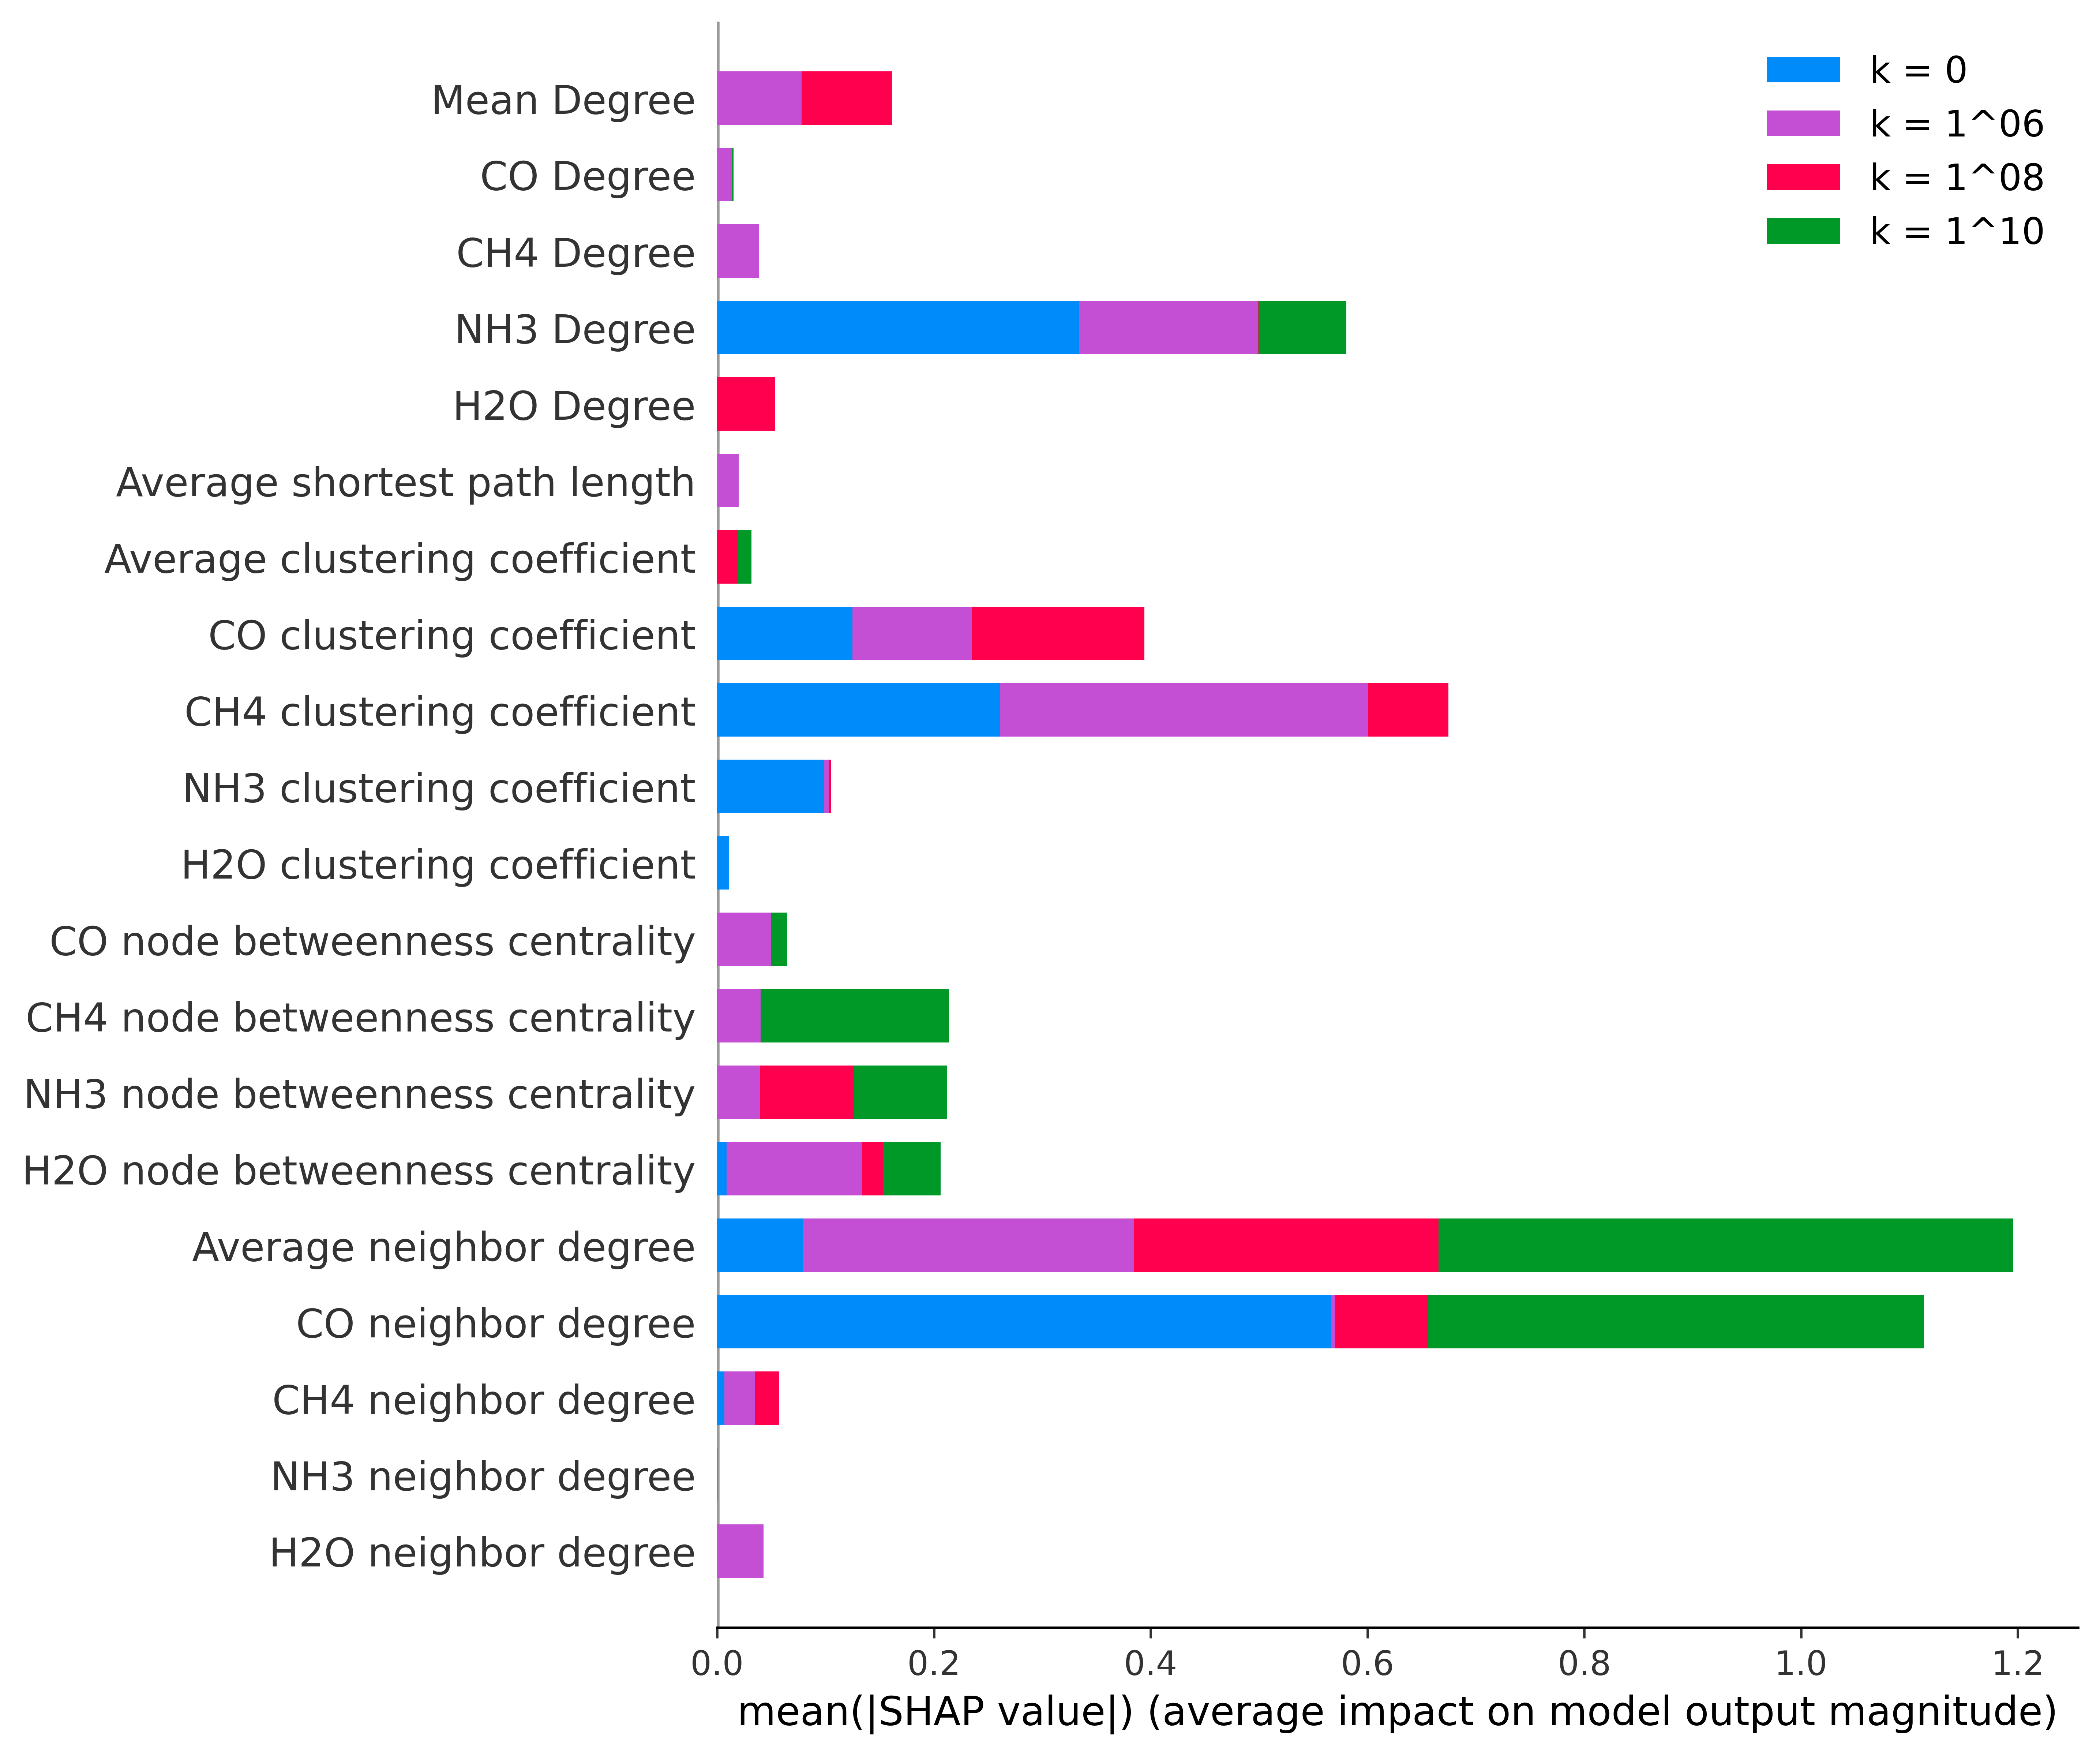 k = 0
k = 1^06
k = 1^08
k = 1^10
Mean Degree
CO Degree
CH4 Degree
NH3 Degree
H2O Degree
Average shortest path length
Average clustering coefficient
CO clustering coefficient
CH4 clustering coefficient
NH3 clustering coefficient
H2O clustering coefficient
CO node betweenness centrality
CH4 node betweenness centrality
NH3 node betweenness centrality
H2O node betweenness centrality
Average neighbor degree
CO neighbor degree
CH4 neighbor degree
NH3 neighbor degree
H2O neighbor degree
0.0 0.2 0.4 0.6 0.8 1.0 1.2
mean(|SHAP value|) (average impact on model output magnitude)